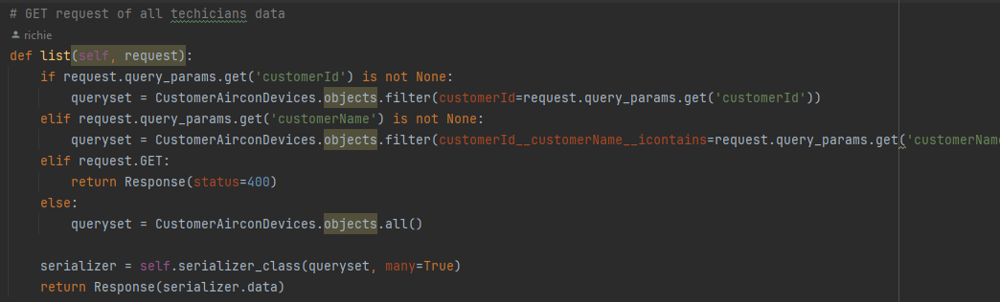 # GET request of all techicians data
richie
def list(self, request):
    if request.query_params.get('customerId') is not None:
        queryset = CustomerAirconDevices.objects.filter(customerId=request.query_params.get('customerId'))
    elif request.query_params.get('customerName') is not None:
        queryset = CustomerAirconDevices.objects.filter(customerId__customerName__icontains=request.query_params.get('customerName
    elif request.GET:
        return Response(status=400)
    else:
        queryset = CustomerAirconDevices.objects.all()
    serializer = self.serializer_class(queryset, many=True)
    return Response(serializer.data)